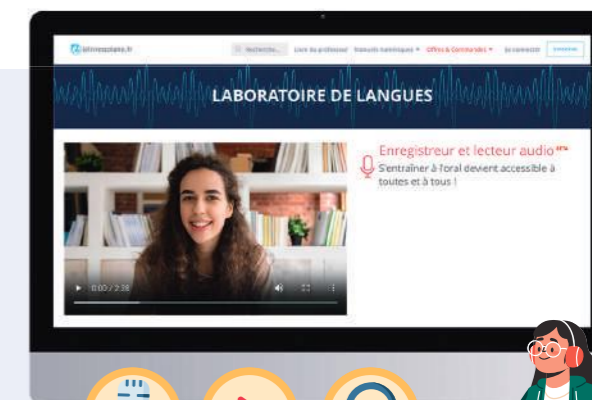 lelivrescolaire.fr
Recherche... Livre du professeur Manuels numériques Offres & Commandes Se connecter
LABORATOIRE DE LANGUES
Enregistreur et lecteur audio
S'entraîner à l'oral devient accessible à
toutes et à tous !
0:00 / 2:38